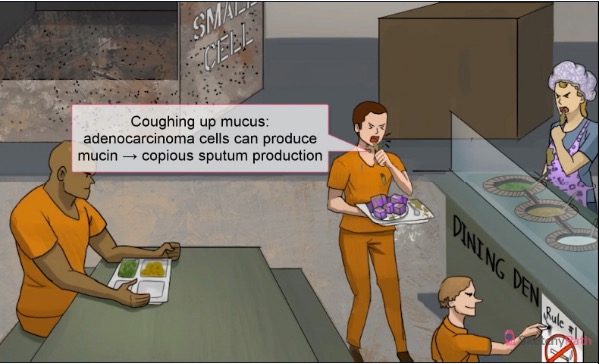 SMALL
CELL
Coughing up mucus:
adenocarcinoma cells can produce
mucin → copious sputum production
DINING DEN
Rule #1